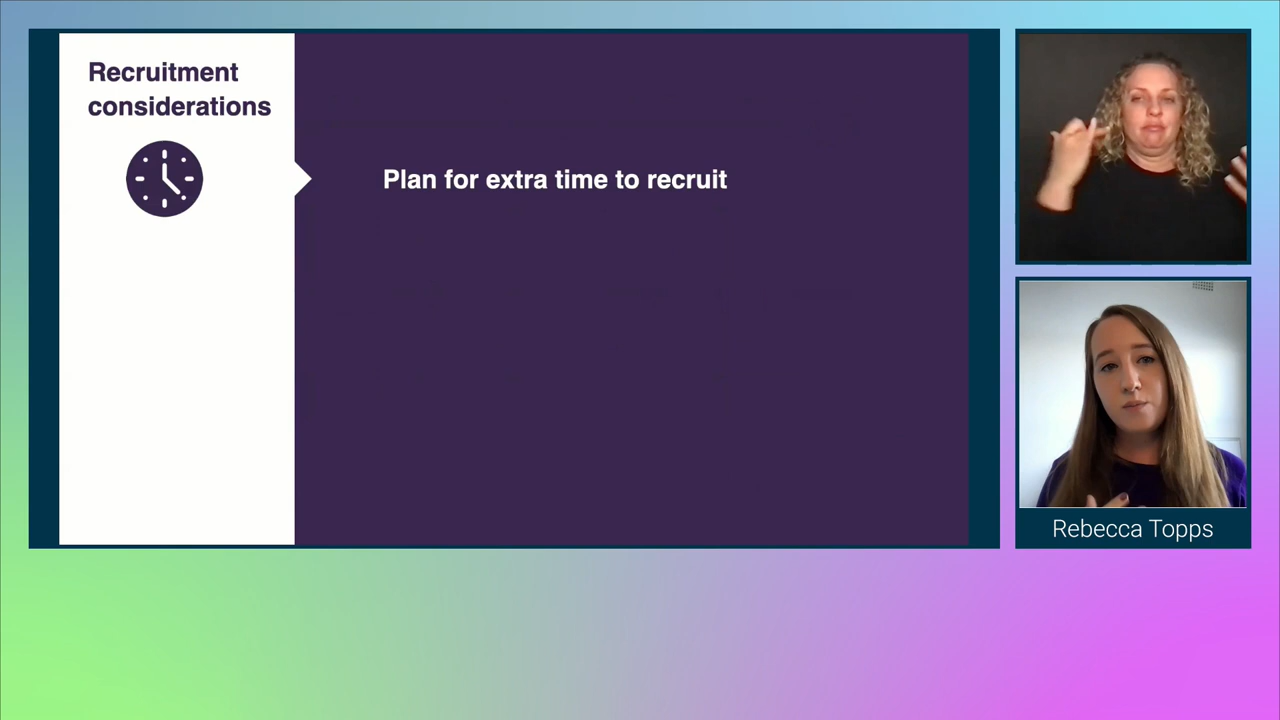 Recruitment
considerations
Plan for extra time to recruit
Rebecca Topps